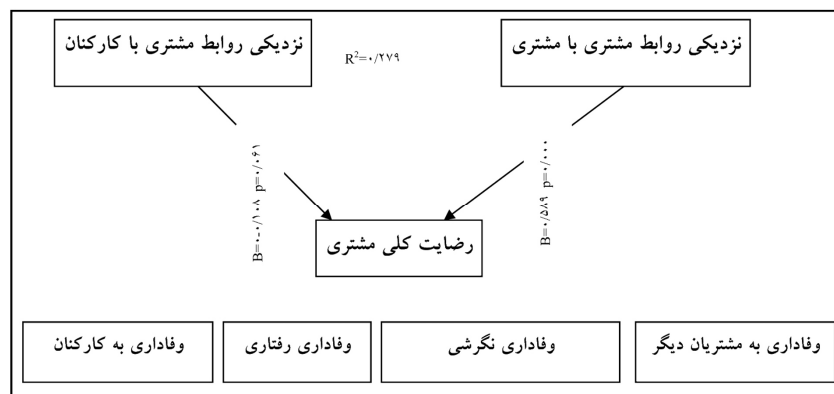 نزدیکی روابط مشتری با مشتری
نزدیکی روابط مشتری با کارکنان
R²=۰/۲۷۹
B=۰/۵۸۹ p=۰/۰۰۰
B=۰-۰/۱۰۸ p=۰/۰۶۱
رضایت کلی مشتری
وفاداری به مشتریان دیگر
وفاداری نگرشی
وفاداری رفتاری
وفاداری به کارکنان